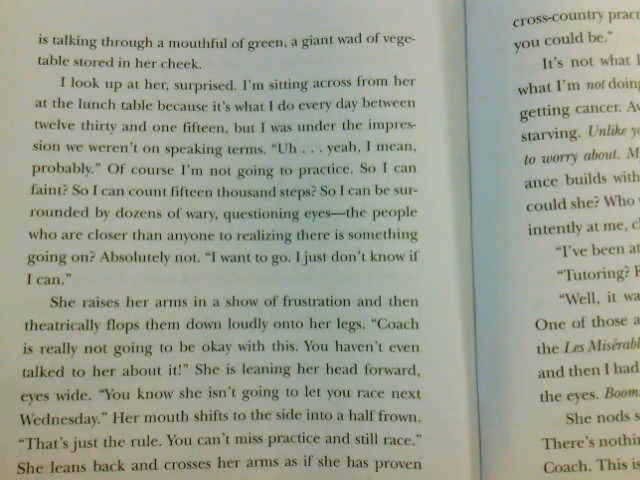 is talking through a mouthful of green, a giant wad of vege-
table stored in her cheek.
I look up at her, surprised. I'm sitting across from her
at the lunch table because it's what I do every day between
twelve thirty and one fifteen, but I was under the impres-
sion we weren't on speaking terms. "Uh . . . yeah, I mean,
probably." Of course I'm not going to practice. So I can
faint? So I can count fifteen thousand steps? So I can be sur-
rounded by dozens of wary, questioning eyes—the people
who are closer than anyone to realizing there is something
going on? Absolutely not. "I want to go. I just don't know if
I can."
She raises her arms in a show of frustration and then
theatrically flops them down loudly onto her legs. "Coach
is really not going to be okay with this. You haven't even
talked to her about it!" She is leaning her head forward,
eyes wide. "You know she isn't going to let you race next
Wednesday." Her mouth shifts to the side into a half frown.
"That's just the rule. You can't miss practice and still race."
She leans back and crosses her arms as if she has proven
cross-country
you could be."
It's not what I
what I'm not doing
getting cancer.
starving. Unlike
to worry about.
ance builds with
could she? Who
intently at me,
"I've been at
"Tutoring?
"Well, it
One of those
the Les
and then I had
the eyes. Boom.
She nods
There's
Coach. This is